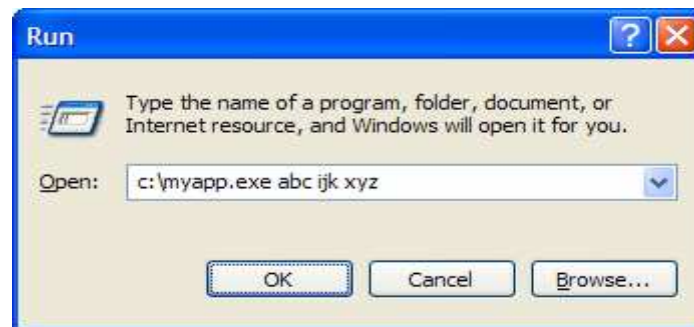 Run
Type the name of a program, folder, document, or
Internet resource, and Windows will open it for you.
Open: c:\myapp.exe abc ijk xyz
OK Cancel Browse...